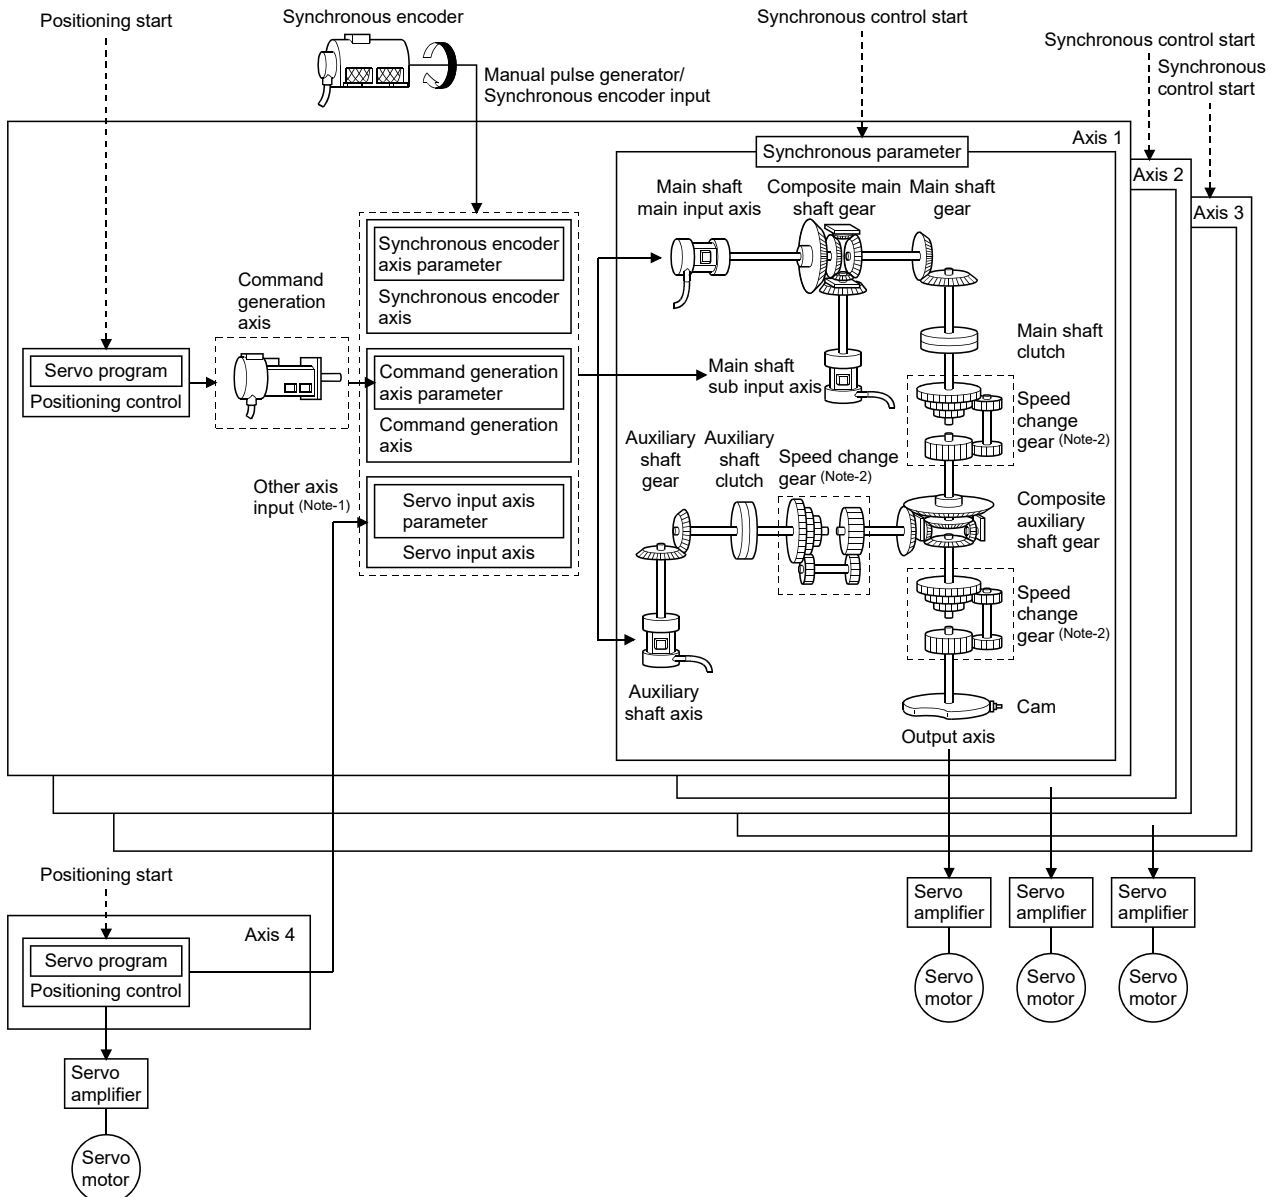 Positioning start
Synchronous encoder
Synchronous control start
Synchronous control start
Synchronous
control start
Manual pulse generator/
Synchronous encoder input
Axis 1
Axis 2
Axis 3
Synchronous parameter
Main shaft
main input axis
Composite main
shaft gear
Main shaft
gear
Synchronous encoder
axis parameter
Synchronous encoder
axis
Command
generation
axis
Servo program
Positioning control
Command generation
axis parameter
Command generation
axis
Main shaft
sub input axis
Main shaft
clutch
Speed
change
gear (Note-2)
Auxiliary
shaft
gear
Auxiliary
shaft
clutch
Speed change
gear (Note-2)
Other axis
input (Note-1)
Servo input axis
parameter
Servo input axis
Composite
auxiliary
shaft gear
Speed
change
gear (Note-2)
Auxiliary
shaft axis
Cam
Output axis
Positioning start
Axis 4
Servo program
Positioning control
Servo
amplifier
Servo
motor
Servo
amplifier
Servo
amplifier
Servo
amplifier
Servo
motor
Servo
motor
Servo
motor